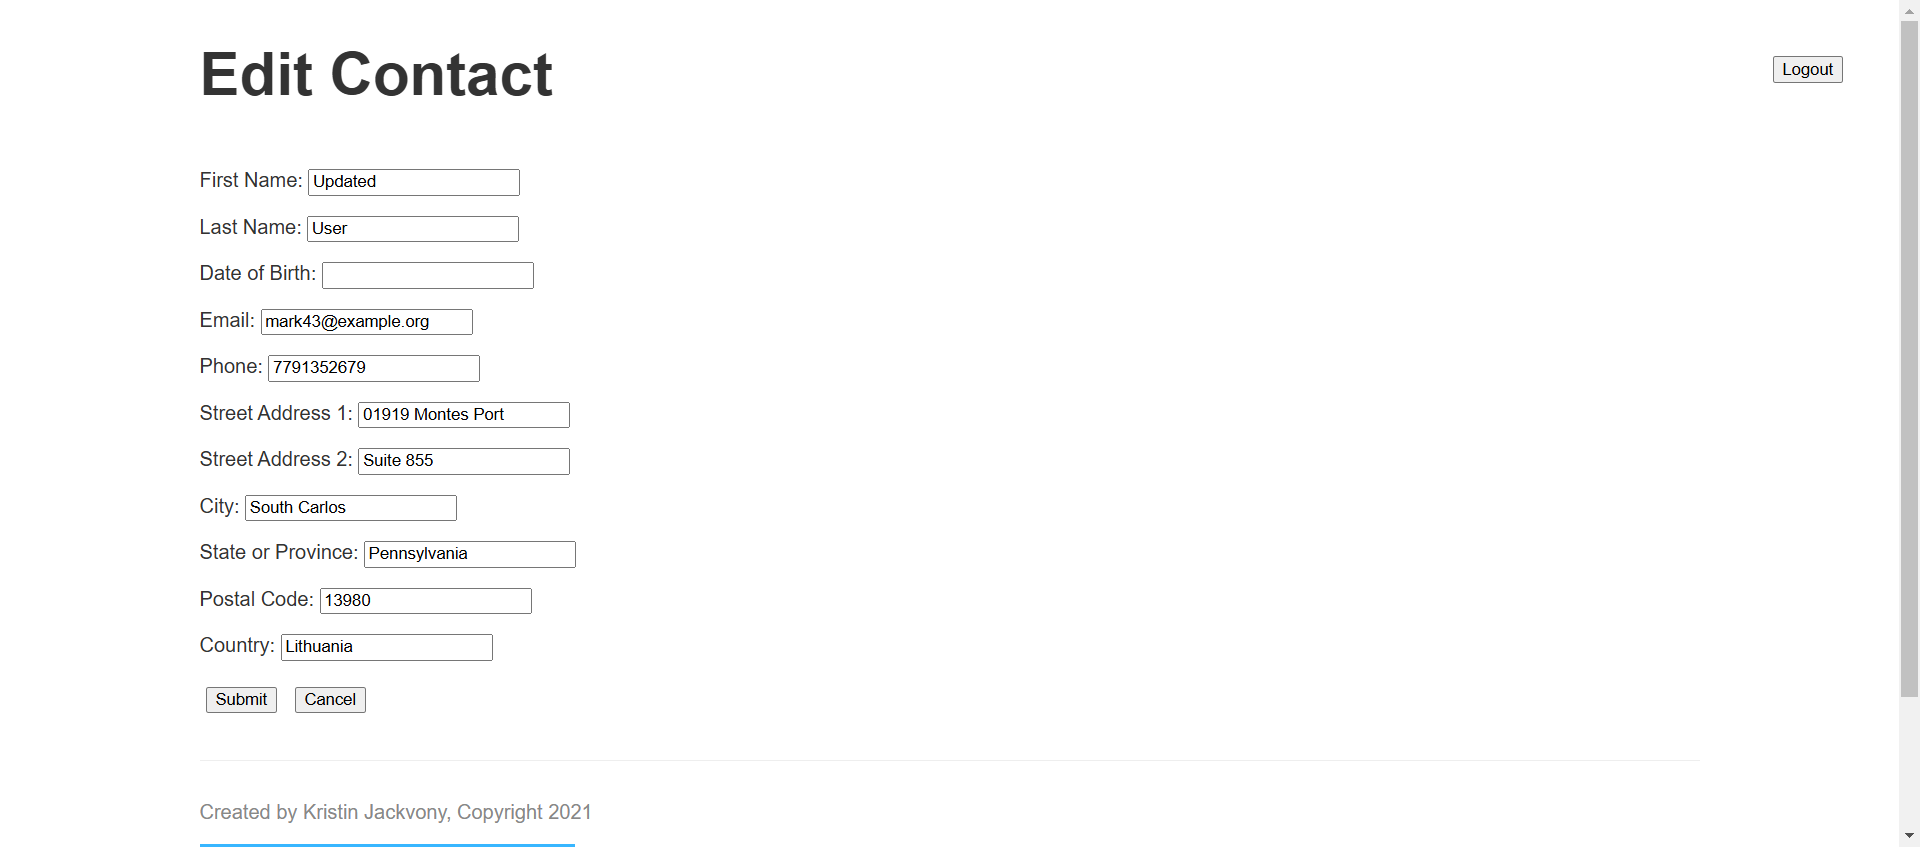 Edit Contact
Logout
First Name: Updated
Last Name: User
Date of Birth:
Email: mark43@example.org
Phone: 7791352679
Street Address 1: 01919 Montes Port
Street Address 2: Suite 855
City: South Carlos
State or Province: Pennsylvania
Postal Code: 13980
Country: Lithuania
Submit Cancel
Created by Kristin Jackvony, Copyright 2021